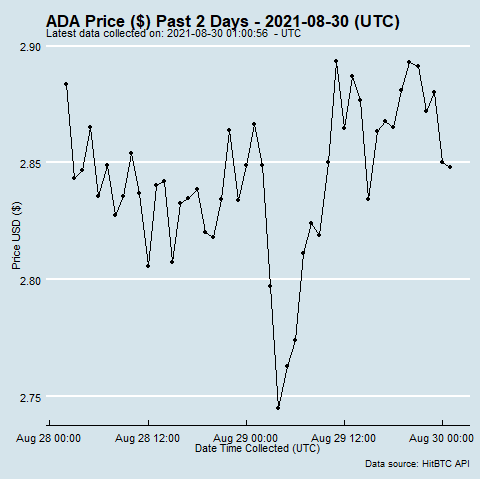 ADA Price ($) Past 2 Days - 2021-08-30 (UTC)
Latest data collected on: 2021-08-30 01:00:56 - UTC
2.90
2.85
2.80
2.75
Price USD ($)
Aug 28 00:00 Aug 28 12:00 Aug 29 00:00 Aug 29 12:00 Aug 30 00:00
Date Time Collected (UTC)
Data source: HitBTC API